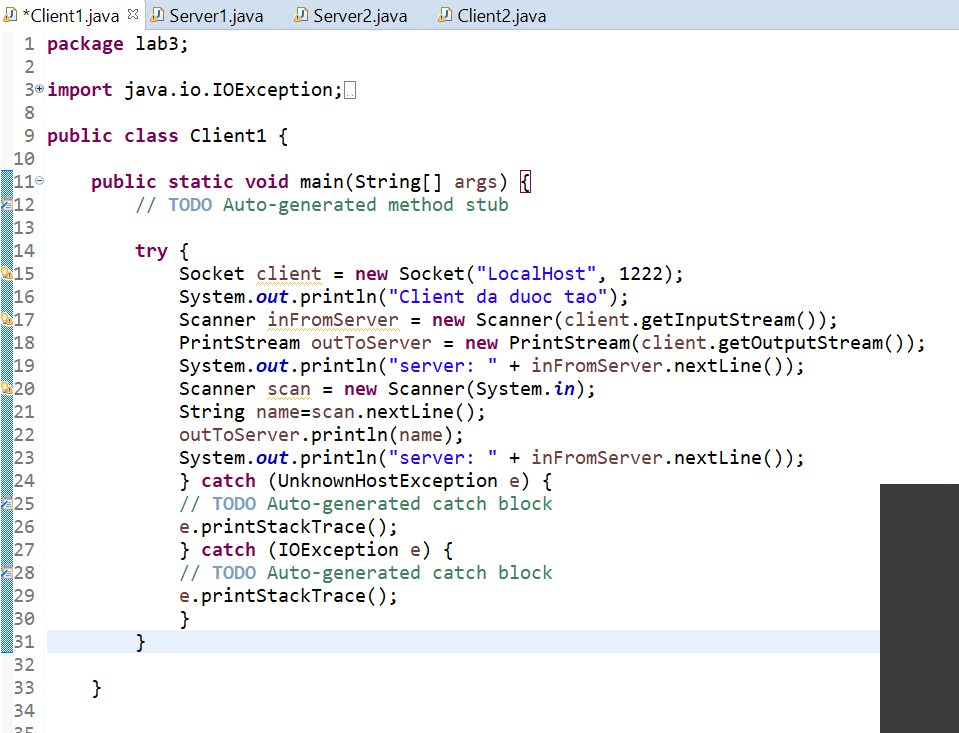 *Client1.java Server1.java Server2.java Client2.java
1 package lab3;
2
3 import java.io.IOException;
8
9 public class Client1 {
10
11 public static void main(String[] args) {
12 // TODO Auto-generated method stub
13
14 try {
15 Socket client = new Socket("LocalHost", 1222);
16 System.out.println("Client da duoc tao");
17 Scanner inFromServer = new Scanner(client.getInputStream());
18 PrintStream outToServer = new PrintStream(client.getOutputStream());
19 System.out.println("server: " + inFromServer.nextLine());
20 Scanner scan = new Scanner(System.in);
21 String name=scan.nextLine();
22 outToServer.println(name);
23 System.out.println("server: " + inFromServer.nextLine());
24 } catch (UnknownHostException e) {
25 // TODO Auto-generated catch block
26 e.printStackTrace();
27 } catch (IOException e) {
28 // TODO Auto-generated catch block
29 e.printStackTrace();
30 }
31 }
32
33 }
34
35